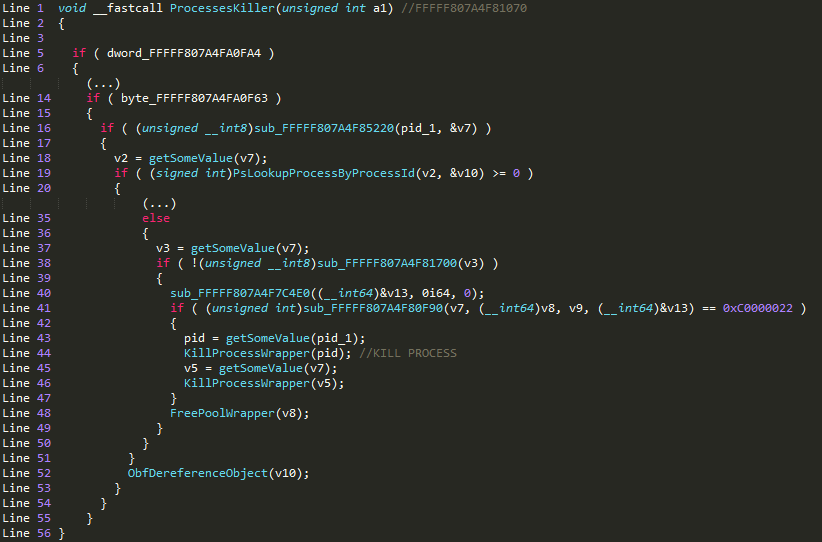 Line 1 void __fastcall ProcessesKiller(unsigned int a1) //FFFFF807A4F81070
Line 2 {
Line 3
Line 5 if ( dword_FFFFF807A4FA0FA4 )
Line 6 {
(...)
Line 14 if ( byte_FFFFF807A4FA0F63 )
Line 15 {
Line 16 if ( (unsigned __int8)sub_FFFFF807A4F85220(pid_1, &v7) )
Line 17 {
Line 18 v2 = getSomeValue(v7);
Line 19 if ( (signed int)PsLookupProcessByProcessId(v2, &v10) >= 0 )
Line 20 {
(...)
Line 35 else
Line 36 {
Line 37 v3 = getSomeValue(v7);
Line 38 if ( !(unsigned __int8)sub_FFFFF807A4F81700(v3) )
Line 39 {
Line 40 sub_FFFFF807A4F7C4E0((__int64)&v13, 0i64, 0);
Line 41 if ( (unsigned int)sub_FFFFF807A4F80F90(v7, (__int64)v8, v9, (__int64)&v13) == 0xC0000022 )
Line 42 {
Line 43 pid = getSomeValue(pid_1);
Line 44 KillProcessWrapper(pid); //KILL PROCESS
Line 45 v5 = getSomeValue(v7);
Line 46 KillProcessWrapper(v5);
Line 47 }
Line 48 FreePoolWrapper(v8);
Line 49 }
Line 50 }
Line 51 }
Line 52 ObfDereferenceObject(v10);
Line 53 }
Line 54 }
Line 55 }
Line 56 }